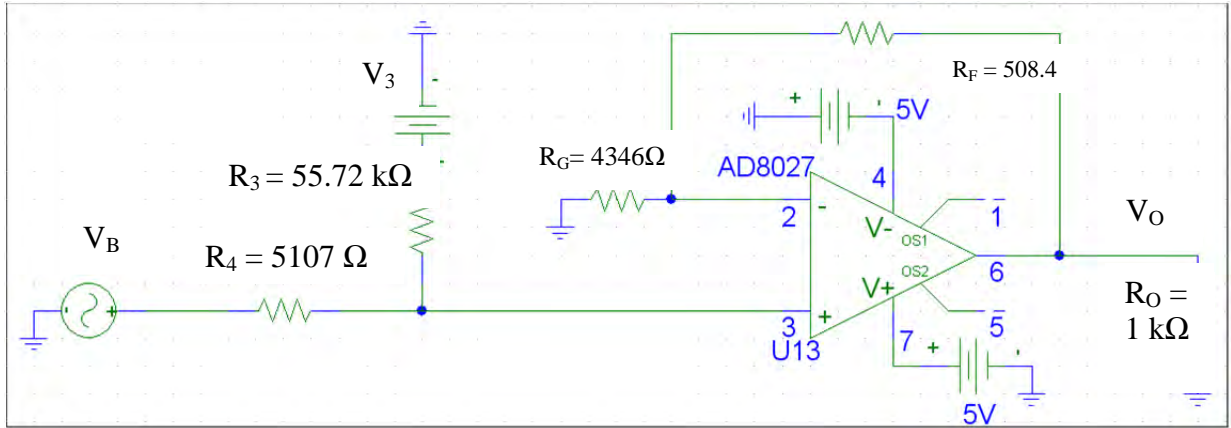 V3
RF = 508.4
5V
RG= 4346Ω
AD8027
R3 = 55.72 kΩ
4
2
1
V-
OS1
VO
VB
R4 = 5107 Ω
OS2
6
V+
RO =
1 kΩ
3
5
U13
7
5V